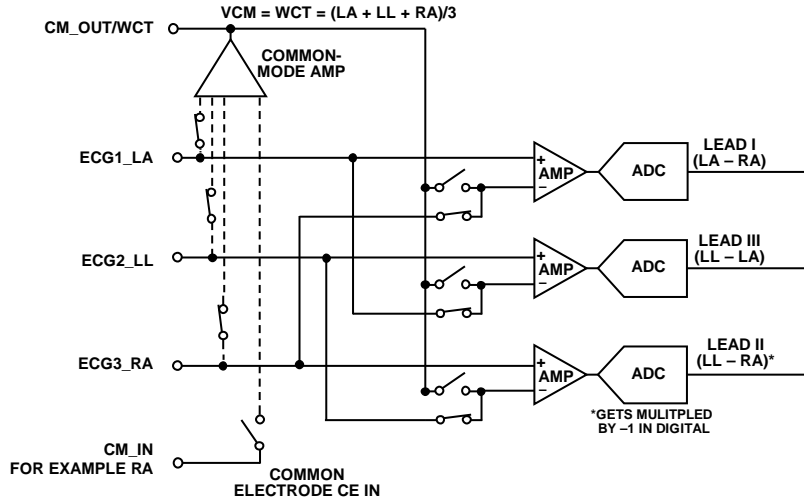 VCM = WCT = (LA + LL + RA)/3
CM_OUT/WCT
COMMON-
MODE AMP
ECG1_LA
+
–
AMP
ADC
LEAD I
(LA – RA)
ECG2_LL
+
–
AMP
ADC
LEAD III
(LL – LA)
ECG3_RA
+
–
AMP
ADC
LEAD II
(LL – RA)*
*GETS MULITPLED
BY –1 IN DIGITAL
CM_IN
FOR EXAMPLE RA
COMMON
ELECTRODE CE IN